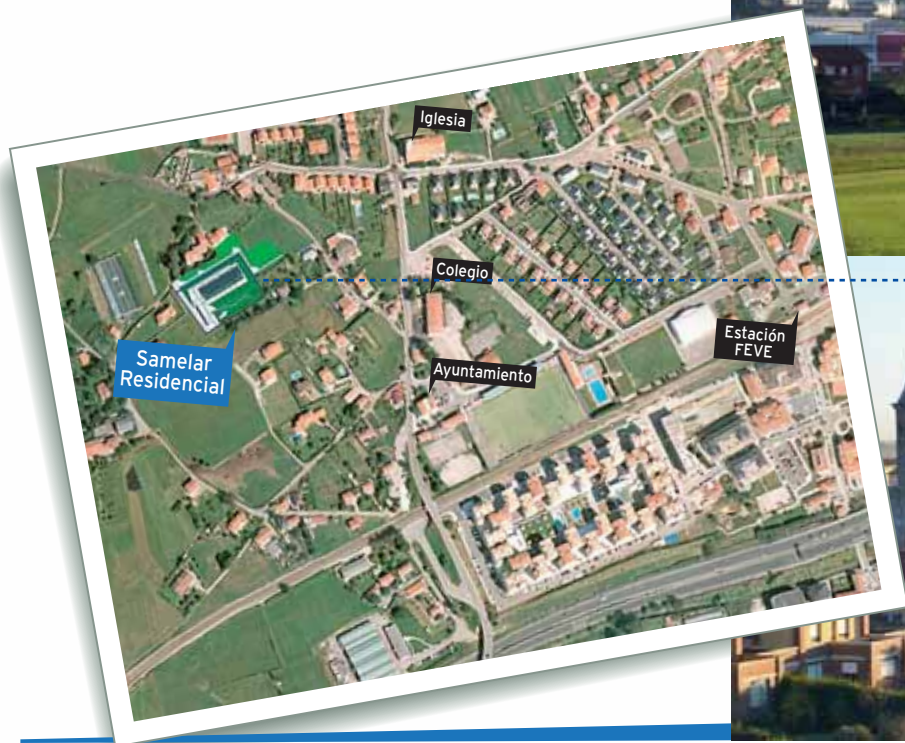 Iglesia
Colegio
Estación
FEVE
Samelar
Residencial
Ayuntamiento